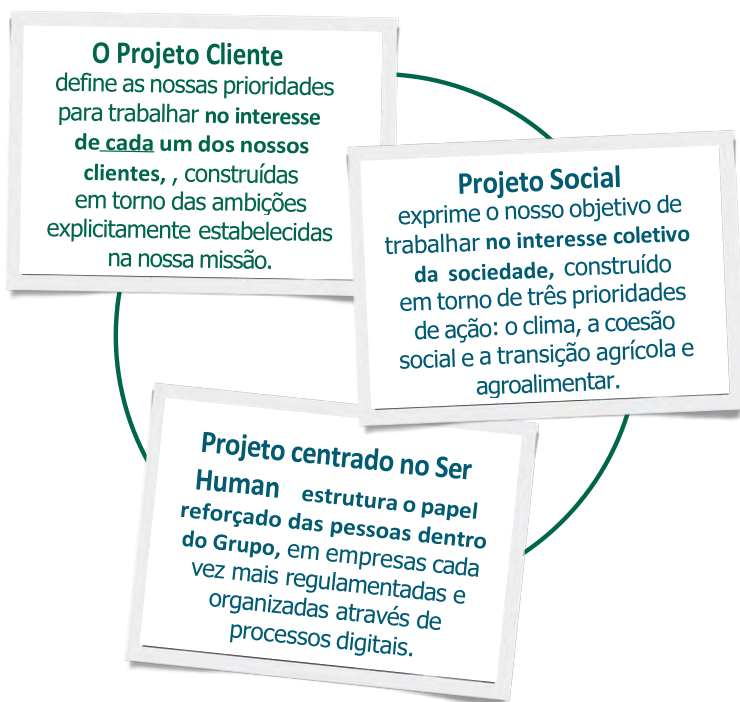 O Projeto Cliente
define as nossas prioridades
para trabalhar no interesse
de cada um dos nossos
clientes, , construídas
em torno das ambições
explicitamente estabelecidas
na nossa missão.
Projeto Social
exprime o nosso objetivo de
trabalhar no interesse coletivo
da sociedade, construído
em torno de três prioridades
de ação: o clima, a coesão
social e a transição agrícola e
agroalimentar.
Projeto centrado no Ser
Human estrutura o papel
reforçado das pessoas dentro
do Grupo, em empresas cada
vez mais regulamentadas e
organizadas através de
processos digitais.